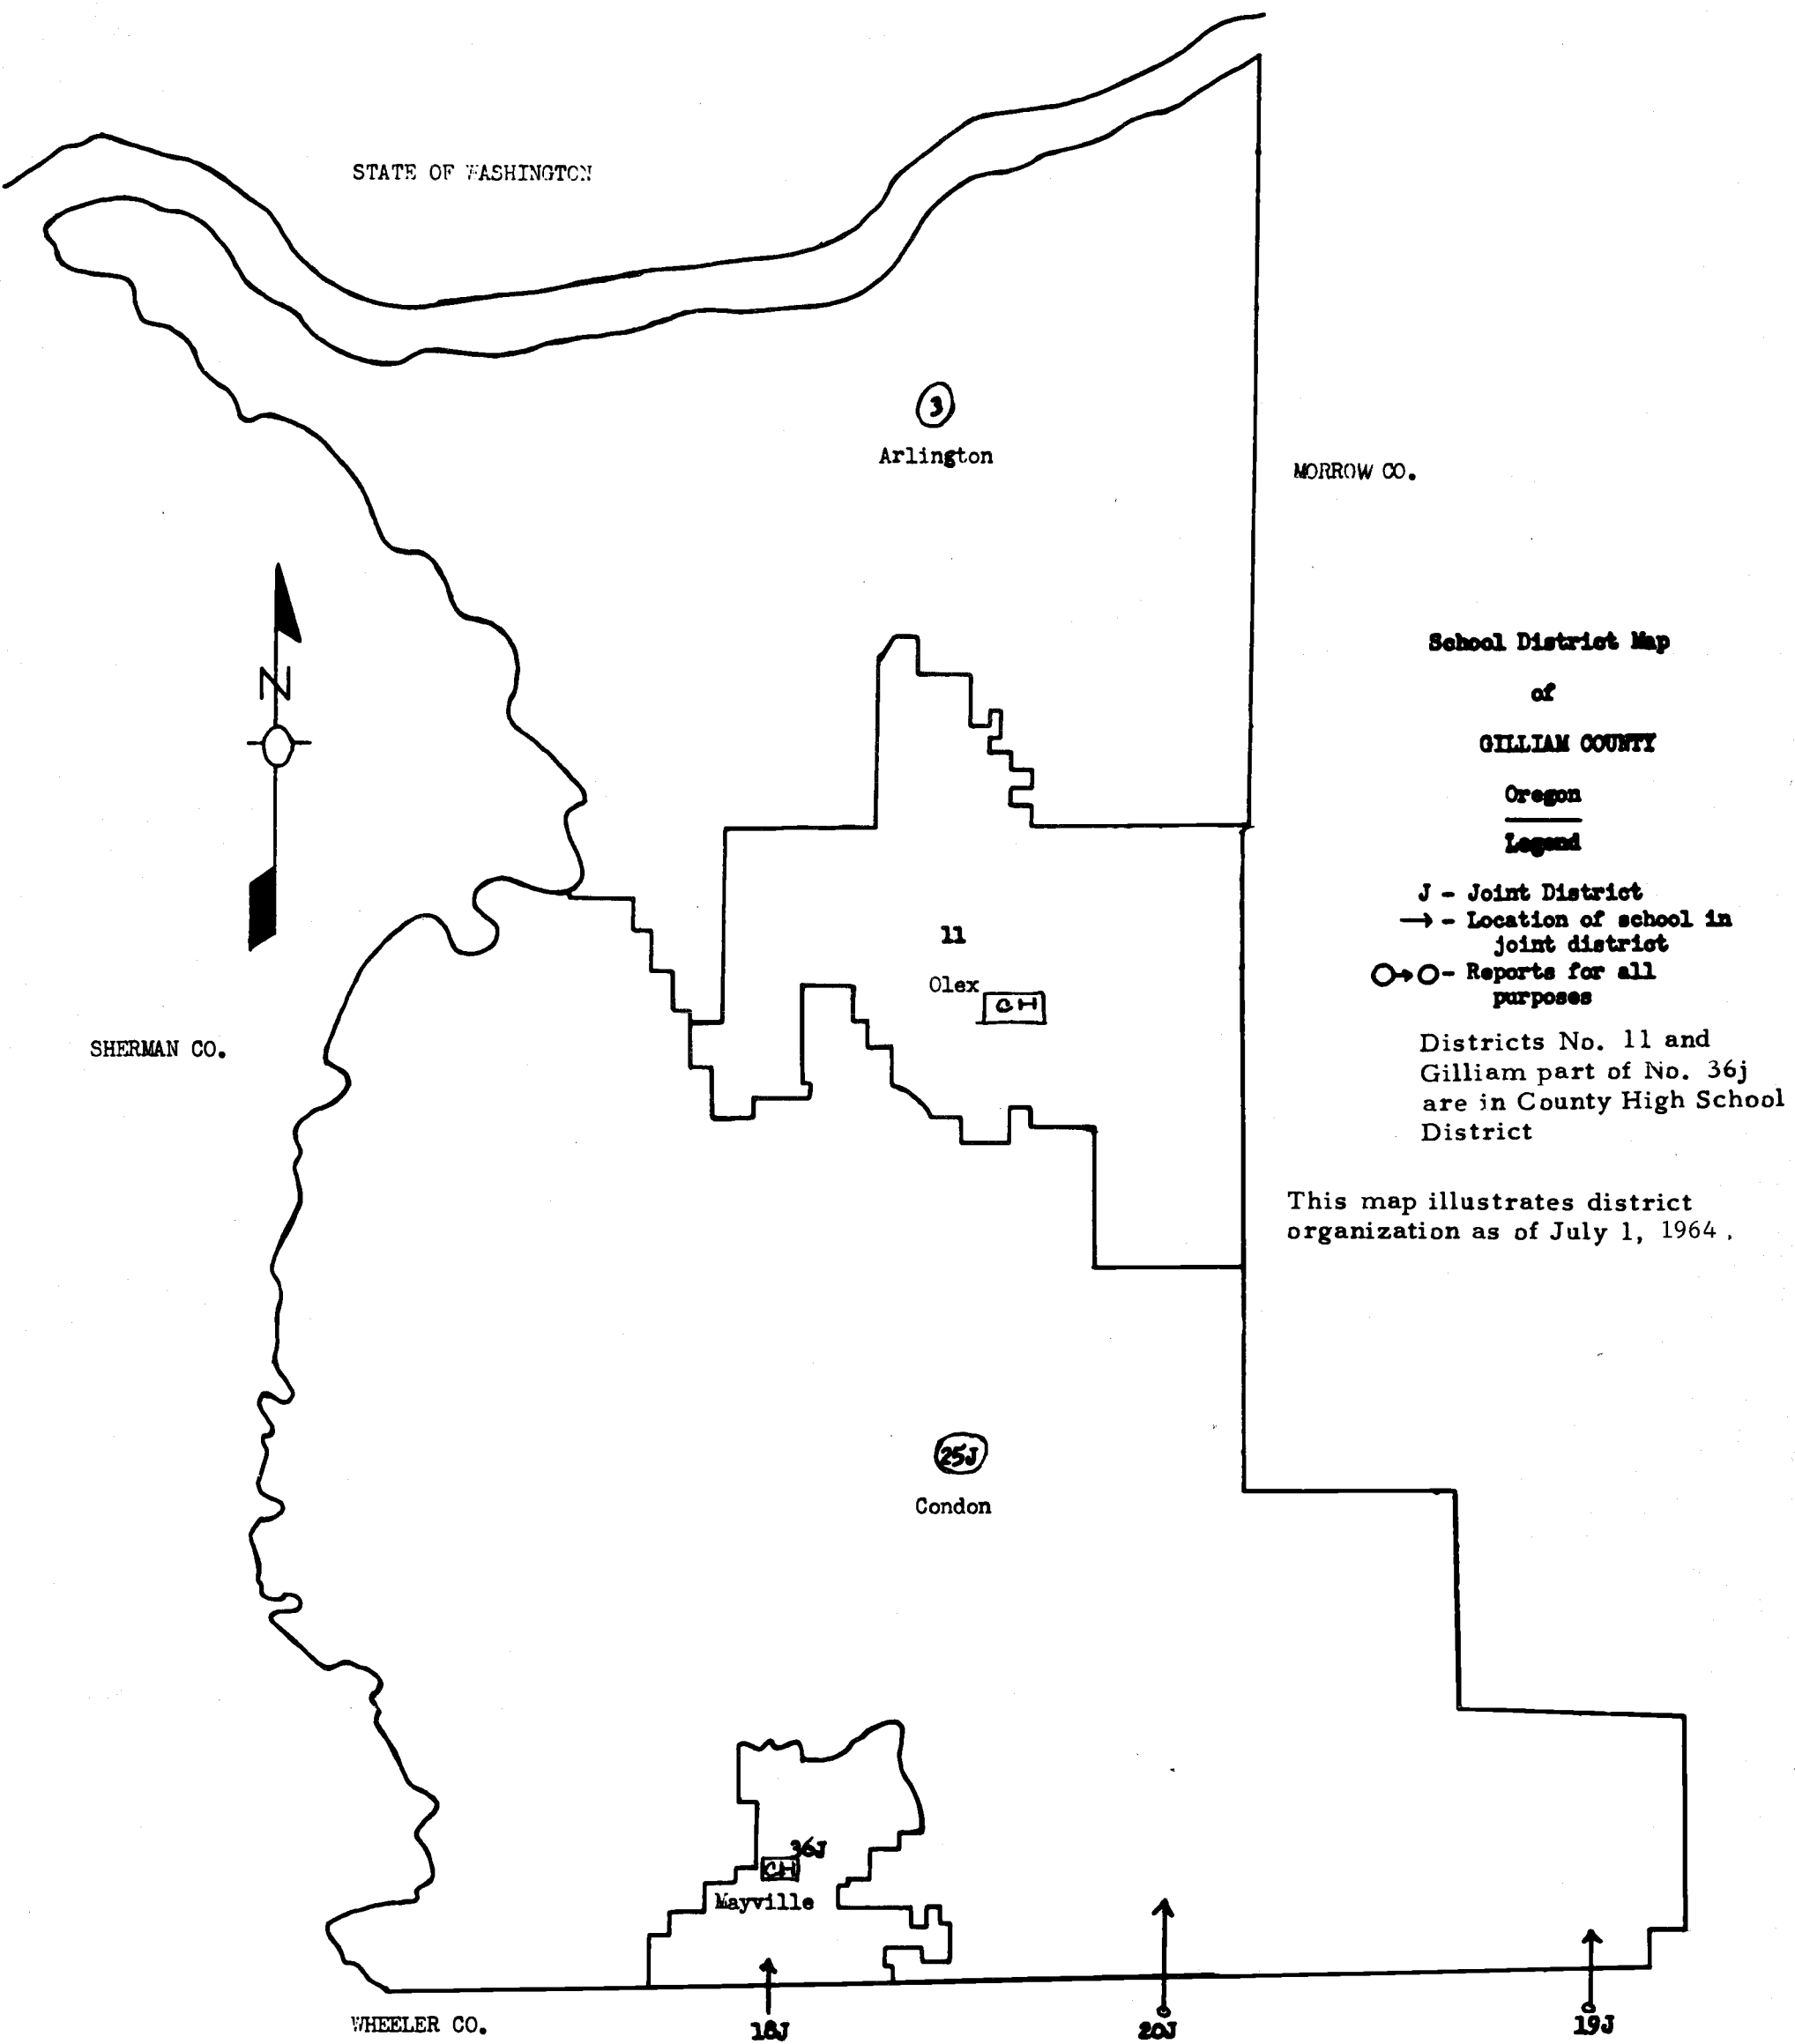 STATE OF WASHINGTON
3
Arlington
MORROW CO.
N
School District Map
of
GILLIAM COUNTY
Oregon
Legend
J - Joint District
→ - Location of school in
joint district
O→O- Reports for all
purposes
Districts No. 11 and
Gilliam part of No. 36j
are in County High School
District
This map illustrates district
organization as of July 1, 1964.
11
Olex
CH
SHERMAN CO.
25J
Condon
36J
CH
Mayville
WHEELER CO.
18J
20J
19J